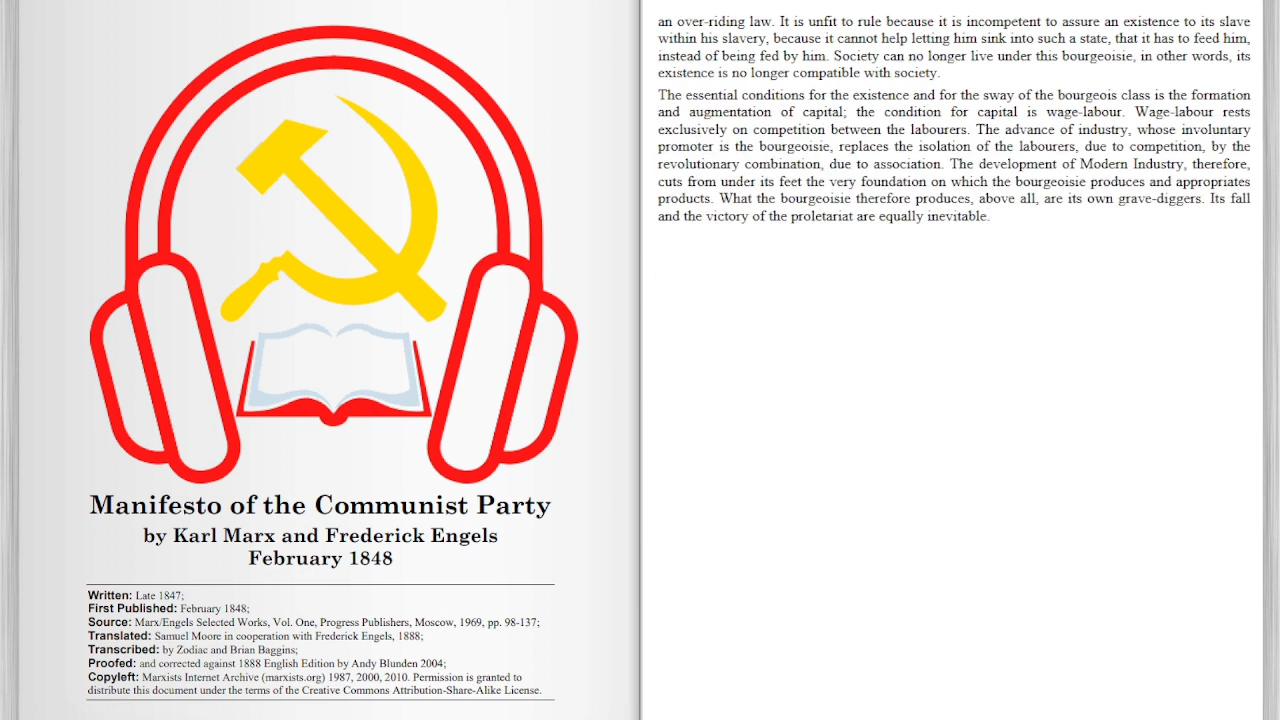 Manifesto of the Communist Party
by Karl Marx and Frederick Engels
February 1848
Written: Late 1847;
First Published: February 1848;
Source: Marx/Engels Selected Works, Vol. One, Progress Publishers, Moscow, 1969, pp. 98-137;
Translated: Samuel Moore in cooperation with Frederick Engels, 1888;
Transcribed: by Zodiac and Brian Baggins;
Proofed: and corrected against 1888 English Edition by Andy Blunden 2004;
Copyleft: Marxists Internet Archive (marxists.org) 1987, 2000, 2010. Permission is granted to
distribute this document under the terms of the Creative Commons Attribution-Share-Alike License.
an over-riding law. It is unfit to rule because it is incompetent to assure an existence to its slave
within his slavery, because it cannot help letting him sink into such a state, that it has to feed him,
instead of being fed by him. Society can no longer live under this bourgeoisie, in other words, its
existence is no longer compatible with society.
The essential conditions for the existence and for the sway of the bourgeois class is the formation
and augmentation of capital; the condition for capital is wage-labour. Wage-labour rests
exclusively on competition between the labourers. The advance of industry, whose involuntary
promoter is the bourgeoisie, replaces the isolation of the labourers, due to competition, by the
revolutionary combination, due to association. The development of Modern Industry, therefore,
cuts from under its feet the very foundation on which the bourgeoisie produces and appropriates
products. What the bourgeoisie therefore produces, above all, are its own grave-diggers. Its fall
and the victory of the proletariat are equally inevitable.